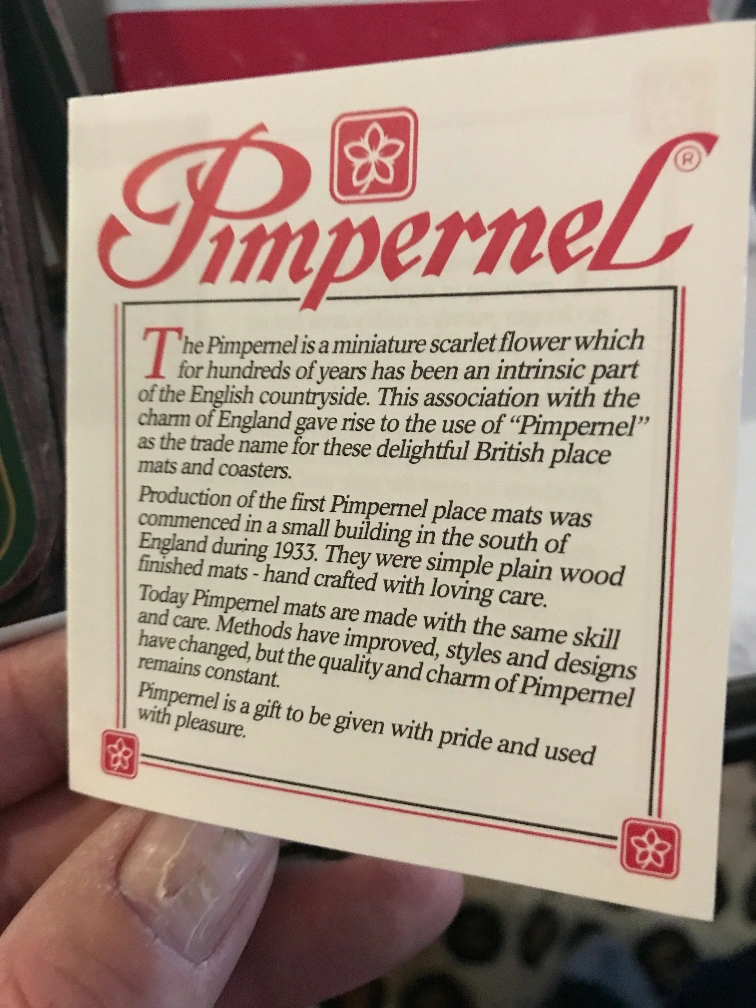 Pimpernel®
The Pimpernel is a miniature scarlet flower which
for hundreds of years has been an intrinsic part
of the English countryside. This association with the
charm of England gave rise to the use of “Pimpernel”
as the trade name for these delightful British place
mats and coasters.
Production of the first Pimpernel place mats was
commenced in a small building in the south of
England during 1933. They were simple plain wood
finished mats - hand crafted with loving care.
Today Pimpernel mats are made with the same skill
and care. Methods have improved, styles and designs
have changed, but the quality and charm of Pimpernel
remains constant.
Pimpernel is a gift to be given with pride and used
with pleasure.